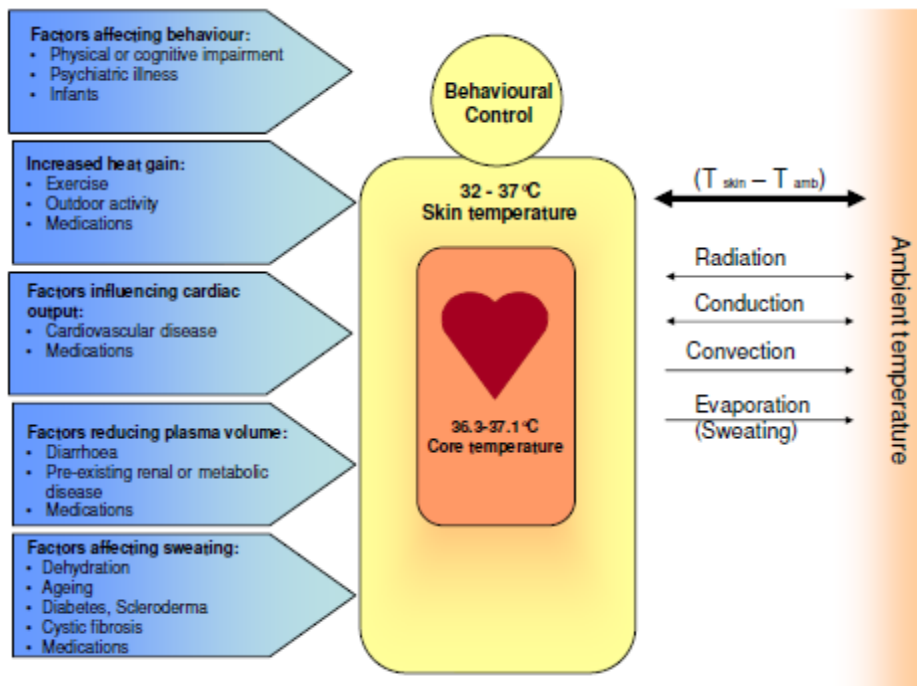 Factors affecting behaviour:
• Physical or cognitive impairment
• Psychiatric illness
• Infants
Increased heat gain:
• Exercise
• Outdoor activity
• Medications
Factors influencing cardiac
output:
• Cardiovascular disease
• Medications
Factors reducing plasma volume:
• Diarrhoea
• Pre-existing renal or metabolic
disease
• Medications
Factors affecting sweating:
• Dehydration
• Ageing
• Diabetes, Scleroderma
• Cystic fibrosis
• Medications
Behavioural
Control
32 - 37 ºC
Skin temperature
36.3-37.1 ºC
Core temperature
(T skin – T amb)
Radiation
Conduction
Convection
Evaporation
(Sweating)
Ambient temperature